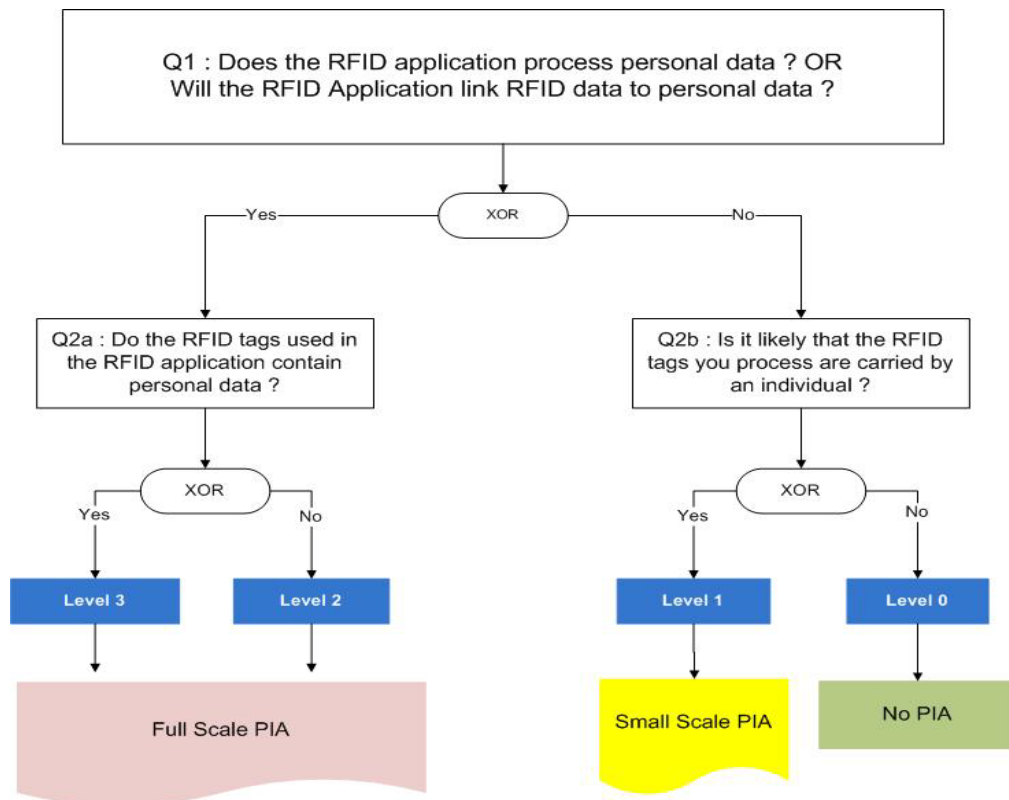 Q1 : Does the RFID application process personal data ? OR
Will the RFID Application link RFID data to personal data ?
XOR
Yes
No
Q2a : Do the RFID tags used in
the RFID application contain
personal data ?
Q2b : Is it likely that the RFID
tags you process are carried by
an individual ?
XOR
XOR
Yes
No
Yes
No
Level 3
Level 2
Level 1
Level 0
Full Scale PIA
Small Scale PIA
No PIA